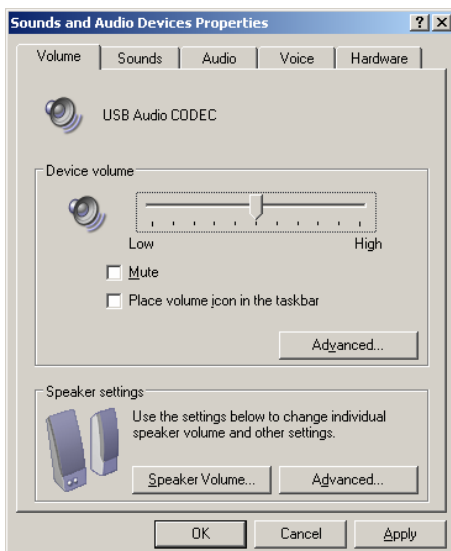 Sounds and Audio Devices Properties
Volume
Sounds
Audio
Voice
Hardware
USB Audio CODEC
Device volume
Low
High
Mute
Place volume icon in the taskbar
Advanced...
Speaker settings
Use the settings below to change individual
speaker volume and other settings.
Speaker Volume...
Advanced...
OK
Cancel
Apply